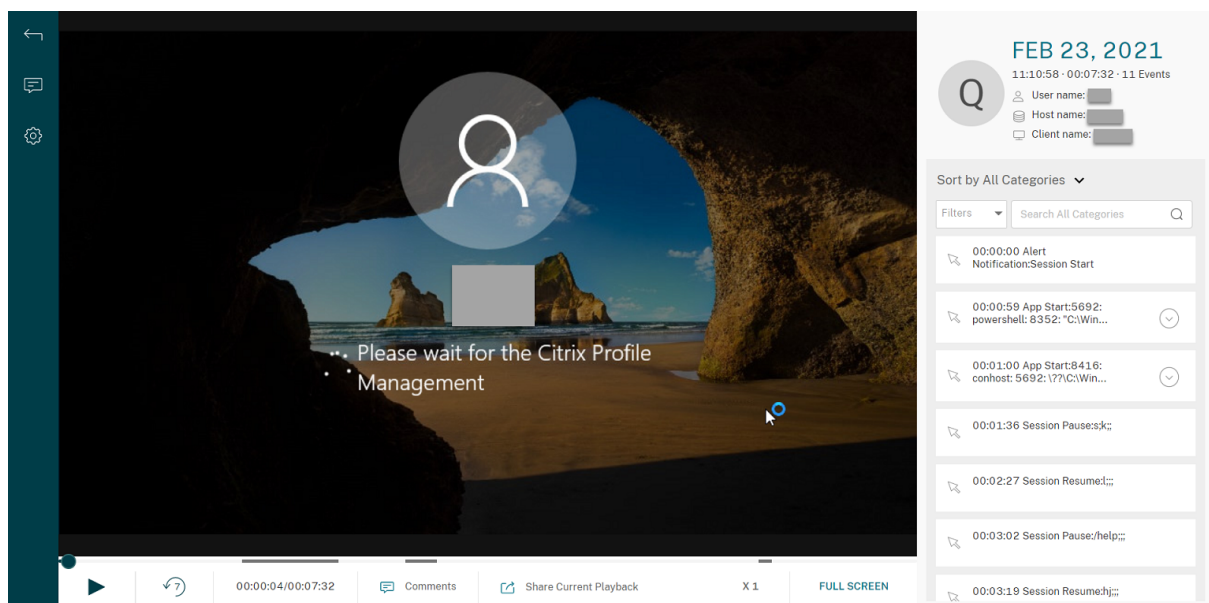 FEB 23, 2021
11:10:58 · 00:07:32 · 11 Events
Q
User name:
Host name:
Client name:
Please wait for the Citrix Profile
Management
Sort by All Categories
Filters
Search All Categories
00:00:00 Alert
Notification:Session Start
00:00:59 App Start:5692:
powershell: 8352: "C:\Win...
00:01:00 App Start:8416:
conhost: 5692: \??\C:\Win...
00:01:36 Session Pause:s;k;;
00:02:27 Session Resume:l;;;
00:03:02 Session Pause:/help;;;
00:03:19 Session Resume:hj;;;
7
00:00:04/00:07:32
Comments
Share Current Playback
X 1
FULL SCREEN